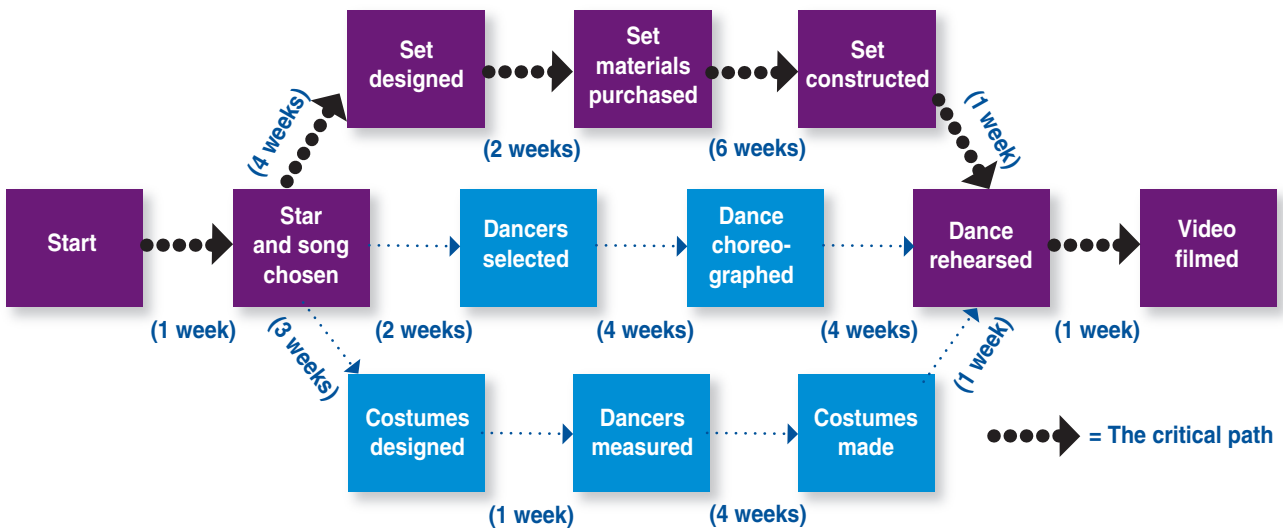 Set
designed
Set
materials
purchased
Set
constructed
(4 weeks)
(2 weeks)
(6 weeks)
(1 week)
Start
Star
and song
chosen
Dancers
selected
Dance
choreo-
graphed
Dance
rehearsed
Video
filmed
(1 week)
(3 weeks)
(2 weeks)
(4 weeks)
(4 weeks)
(1 week)
(1 week)
Costumes
designed
Dancers
measured
Costumes
made
= The critical path
(1 week)
(4 weeks)